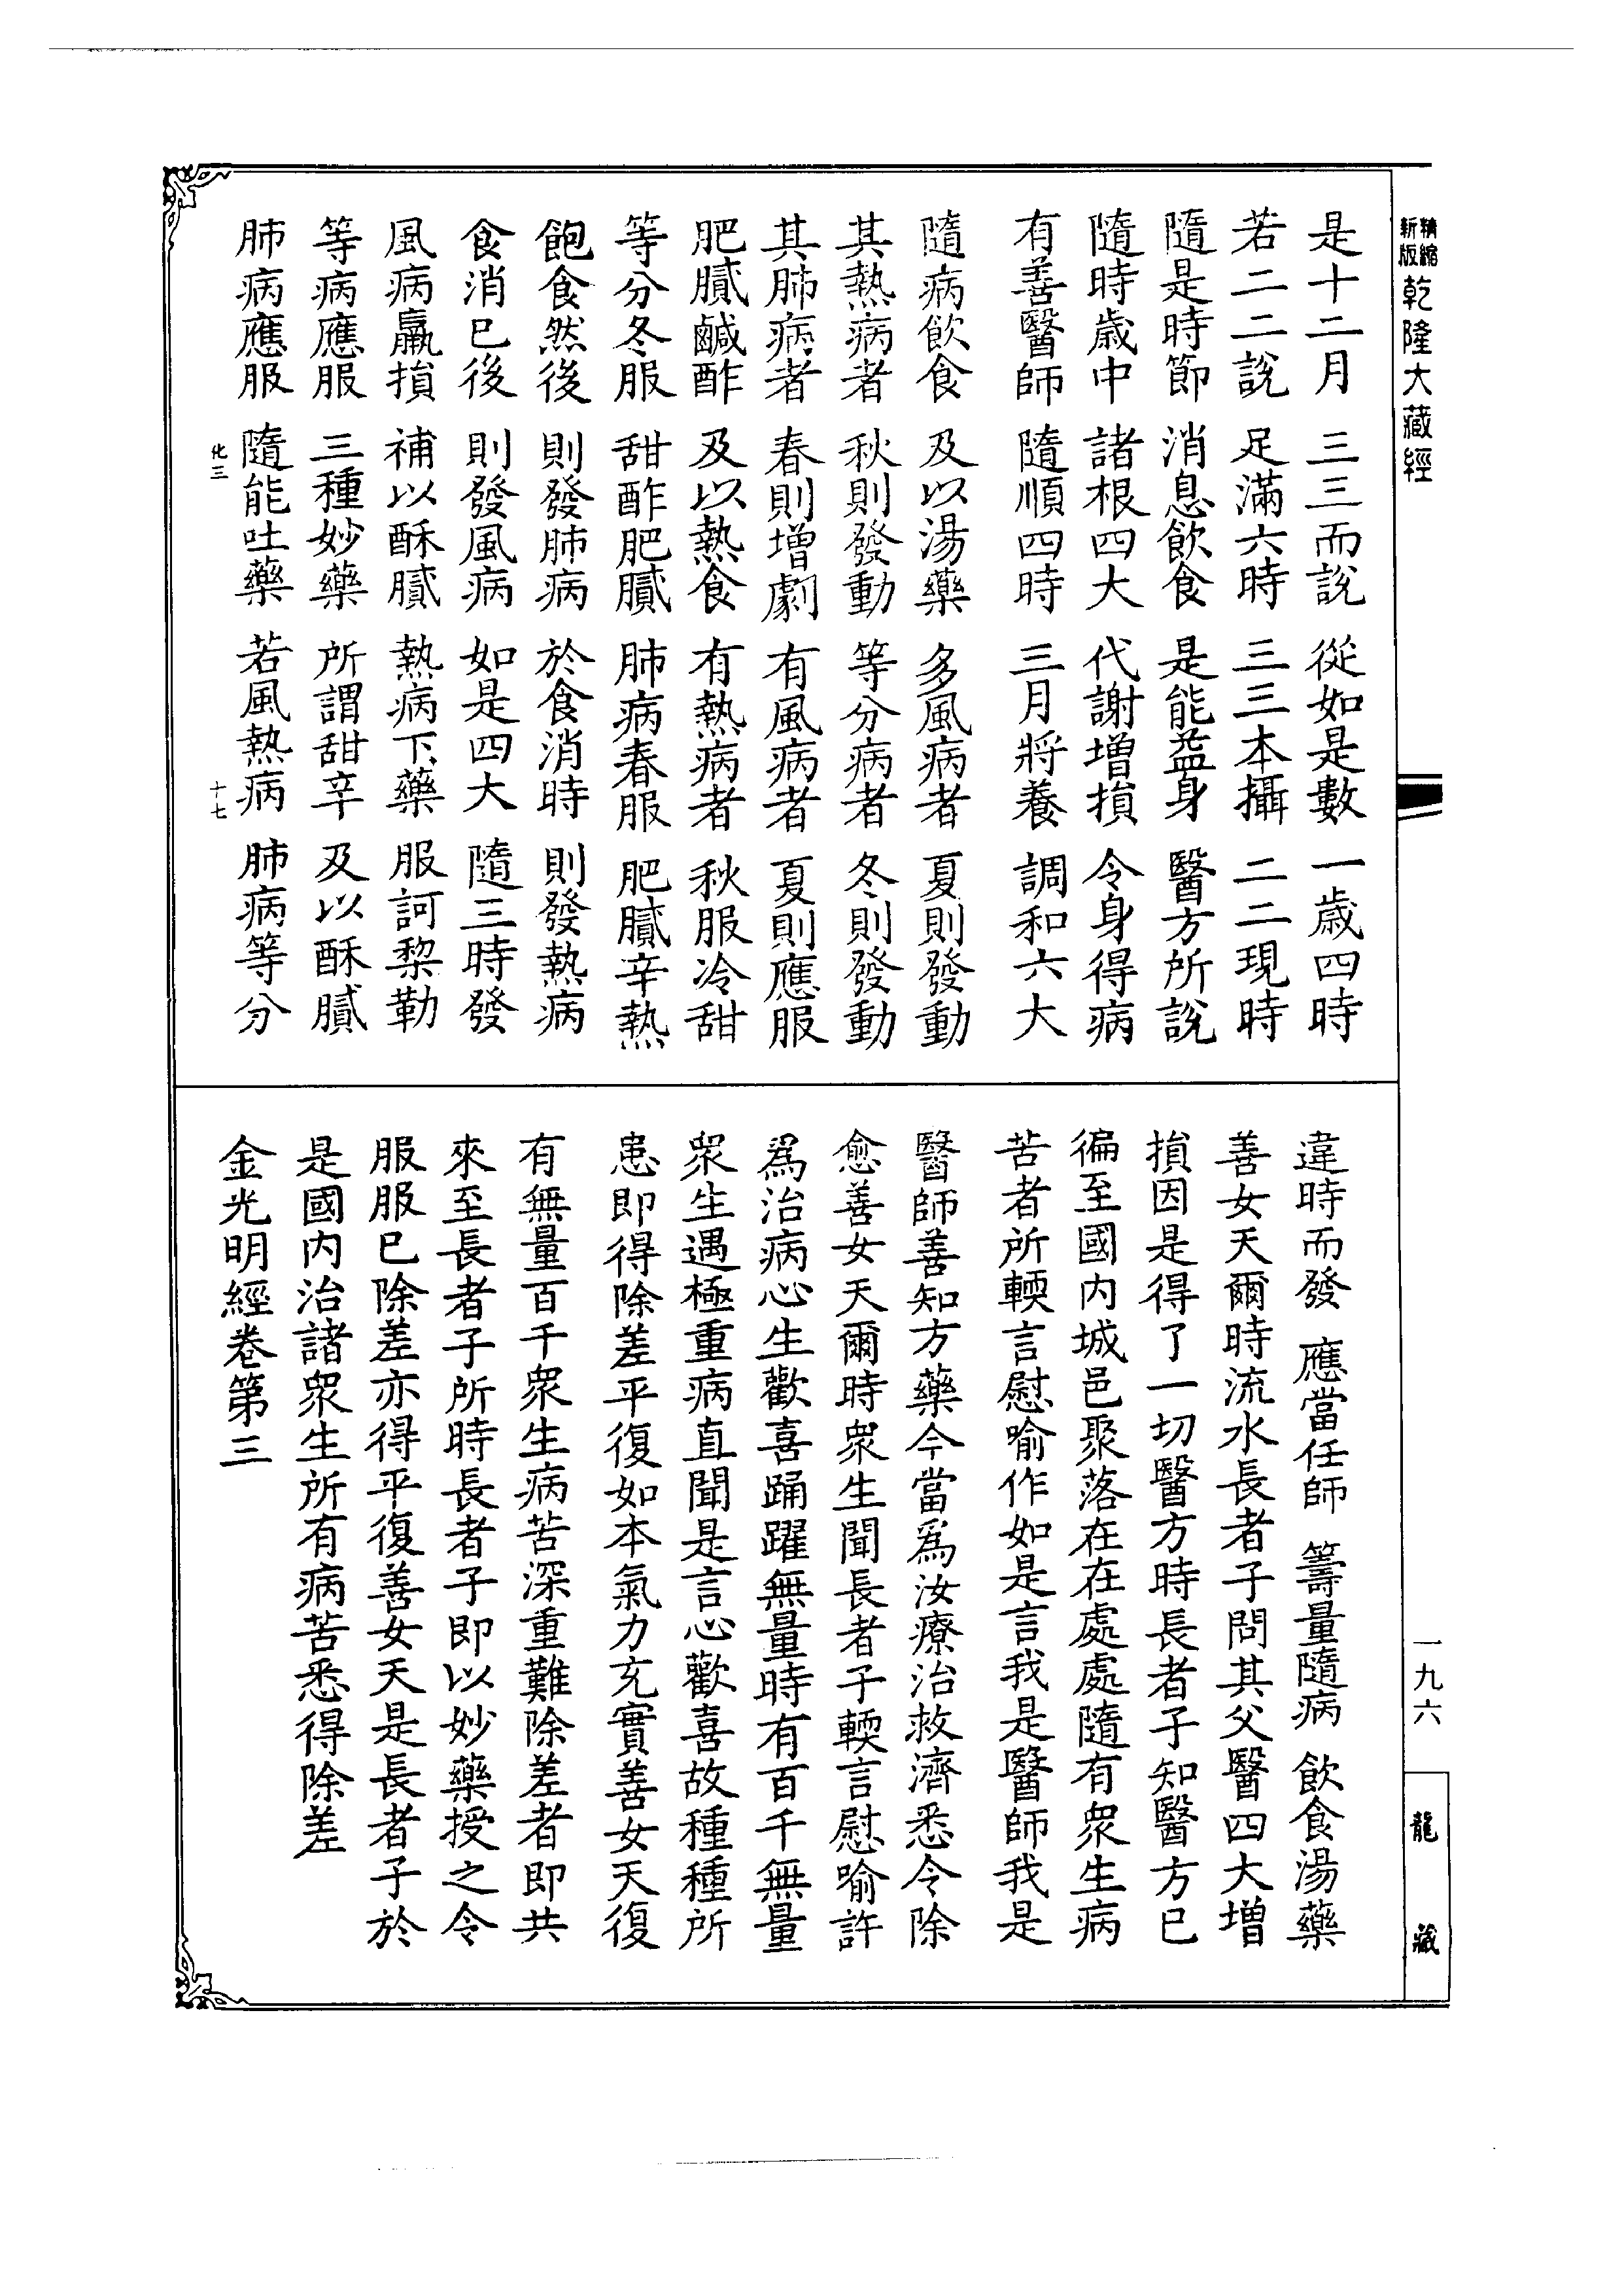 精縮新版 乾隆大藏經
是十二月 三三而說 從如是數 一歲四時
若二二說 足滿六時 三三本攝 二二現時
隨是時節 消息飲食 是能益身 醫方所說
隨時歲中 諸根四大 代謝增損 令身得病
有善醫師 隨順四時 三月將養 調和六大
隨病飲食 及以湯藥 多風病者 夏則發動
其熱病者 秋則發動 等分病者 冬則發動
其肺病者 春則增劇 有風病者 夏則應服
肥膩鹹酢 及以熱食 有熱病者 秋服冷甜
等分冬服 甜酢肥膩 肺病春服 肥膩辛熱
飽食然後 則發肺病 於食消時 則發熱病
食消已後 則發風病 如是四大 隨三時發
風病羸損 補以酥膩 熱病下藥 服訶棃勒
等病應服 三種妙藥 所謂甜辛 及以酥膩
肺病應服 隨能吐藥 若風熱病 肺病等分
化三 十七
違時而發 應當任師 籌量隨病 飲食湯藥
善女天爾時流水長者子問其父醫四大增
損因是得了一切醫方時長者子知醫方已
徧至國內城邑聚落在在處處隨有衆生病
苦者所輭言慰喻作如是言我是醫師我是
醫師善知方藥今當爲汝療治救濟悉令除
愈善女天爾時衆生聞長者子輭言慰喻許
爲治病心生歡喜踊躍無量時有百千無量
衆生遇極重病直聞是言心歡喜故種種所
患即得除差平復如本氣力充實善女天復
有無量百千衆生病苦深重難除差者即共
來至長者子所時長者子即以妙藥授之令
服服已除差亦得平復善女天是長者子於
是國內治諸衆生所有病苦悉得除差
金光明經卷第三
一九六
龍藏